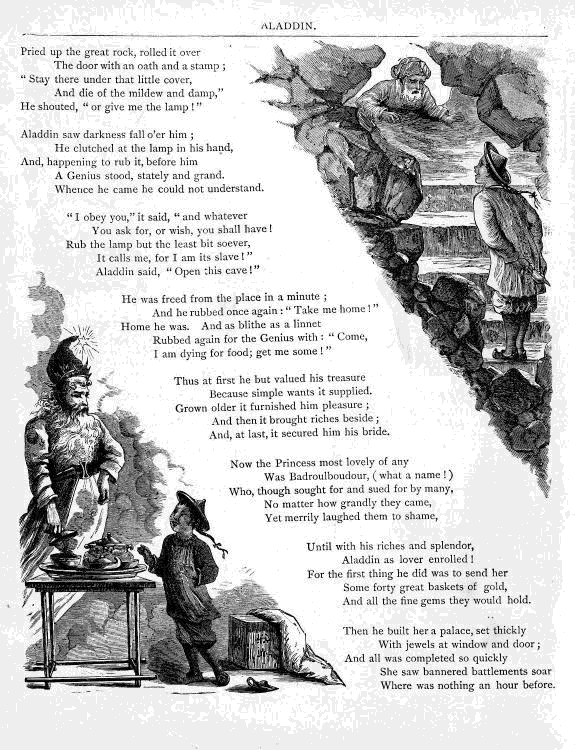 ALADDIN.
Pried up the great rock, rolled it over
The door with an oath and a stamp;
"Stay there under that little cover,
And die of the mildew and damp,"
He shouted, "or give me the lamp!"
Aladdin saw darkness fall o'er him;
He clutched at the lamp in his hand,
And, happening to rub it, before him
A Genius stood, stately and grand.
Whence he came he could not understand.
"I obey you," it said, "and whatever
You ask for, or wish, you shall have!
Rub the lamp but the least bit soever,
It calls me, for I am its slave!"
Aladdin said, "Open this cave!"
He was freed from the place in a minute;
And he rubbed once again: "Take me home!"
Home he was. And as blithe as a linnet
Rubbed again for the Genius with: "Come,
I am dying for food; get me some!"
Thus at first he but valued his treasure
Because simple wants it supplied.
Grown older it furnished him pleasure;
And then it brought riches beside;
And, at last, it secured him his bride.
Now the Princess most lovely of any
Was Badroulboudour, (what a name!)
Who, though sought for and sued for by many,
No matter how grandly they came,
Yet merrily laughed them to shame,
Until with his riches and splendor,
Aladdin as lover enrolled!
For the first thing he did was to send her
Some forty great baskets of gold,
And all the fine gems they would hold.
Then he built her a palace, set thickly
With jewels at window and door;
And all was completed so quickly
She saw bannered battlements soar
Where was nothing an hour before.